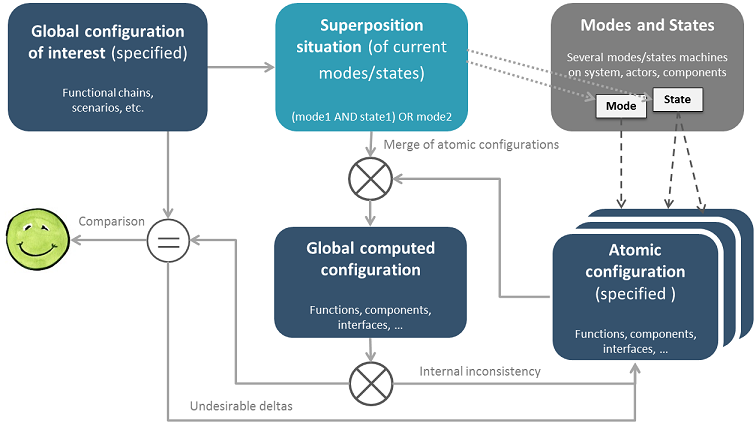 Global configuration
of interest (specified)
Functional chains,
scenarios, etc.
Superposition
situation (of current
modes/states)
(mode1 AND state1) OR mode2
Modes and States
Several modes/states machines
on system, actors, components
Mode
State
Merge of atomic configurations
Comparison
=
Global computed
configuration
Functions, components,
interfaces, ...
Atomic
configuration
(specified )
Functions, components,
interfaces, ...
Internal inconsistency
Undesirable deltas